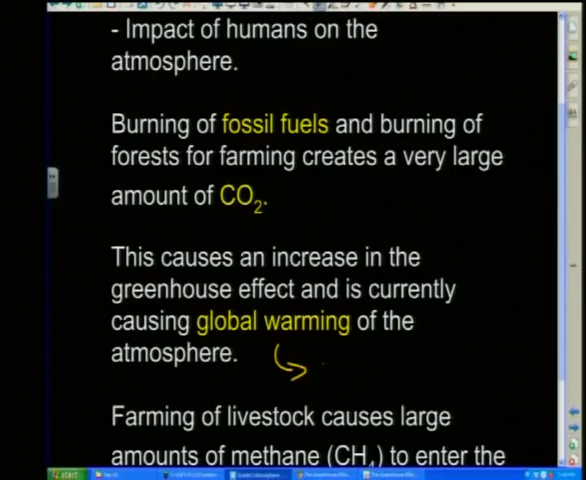 - Impact of humans on the
atmosphere.
Burning of fossil fuels and burning of
forests for farming creates a very large
amount of CO2.
This causes an increase in the
greenhouse effect and is currently
causing global warming of the
atmosphere.
Farming of livestock causes large
amounts of methane (CH4) to enter the
start